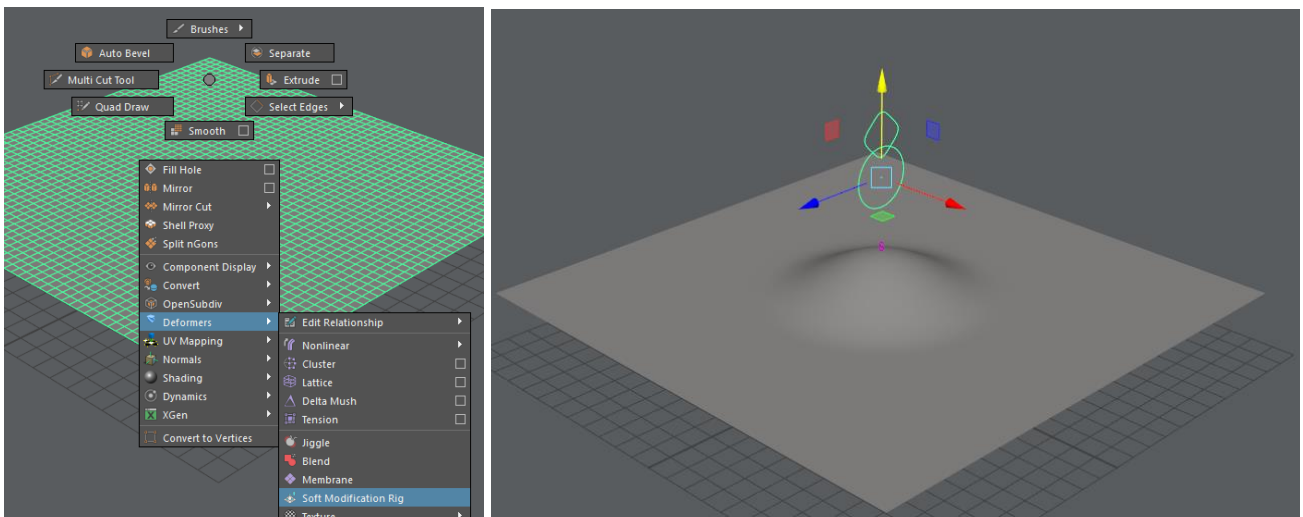 Brushes
Auto Bevel
Separate
Multi Cut Tool
Extrude
Quad Draw
Select Edges
Smooth
Fill Hole
Mirror
Mirror Cut
Shell Proxy
Split nGons
Component Display
Convert
OpenSubdiv
Deformers
UV Mapping
Normals
Shading
Dynamics
XGen
Convert to Vertices
Edit Relationship
Nonlinear
Cluster
Lattice
Delta Mush
Tension
Jiggle
Blend
Membrane
Soft Modification Rig
Texture
S